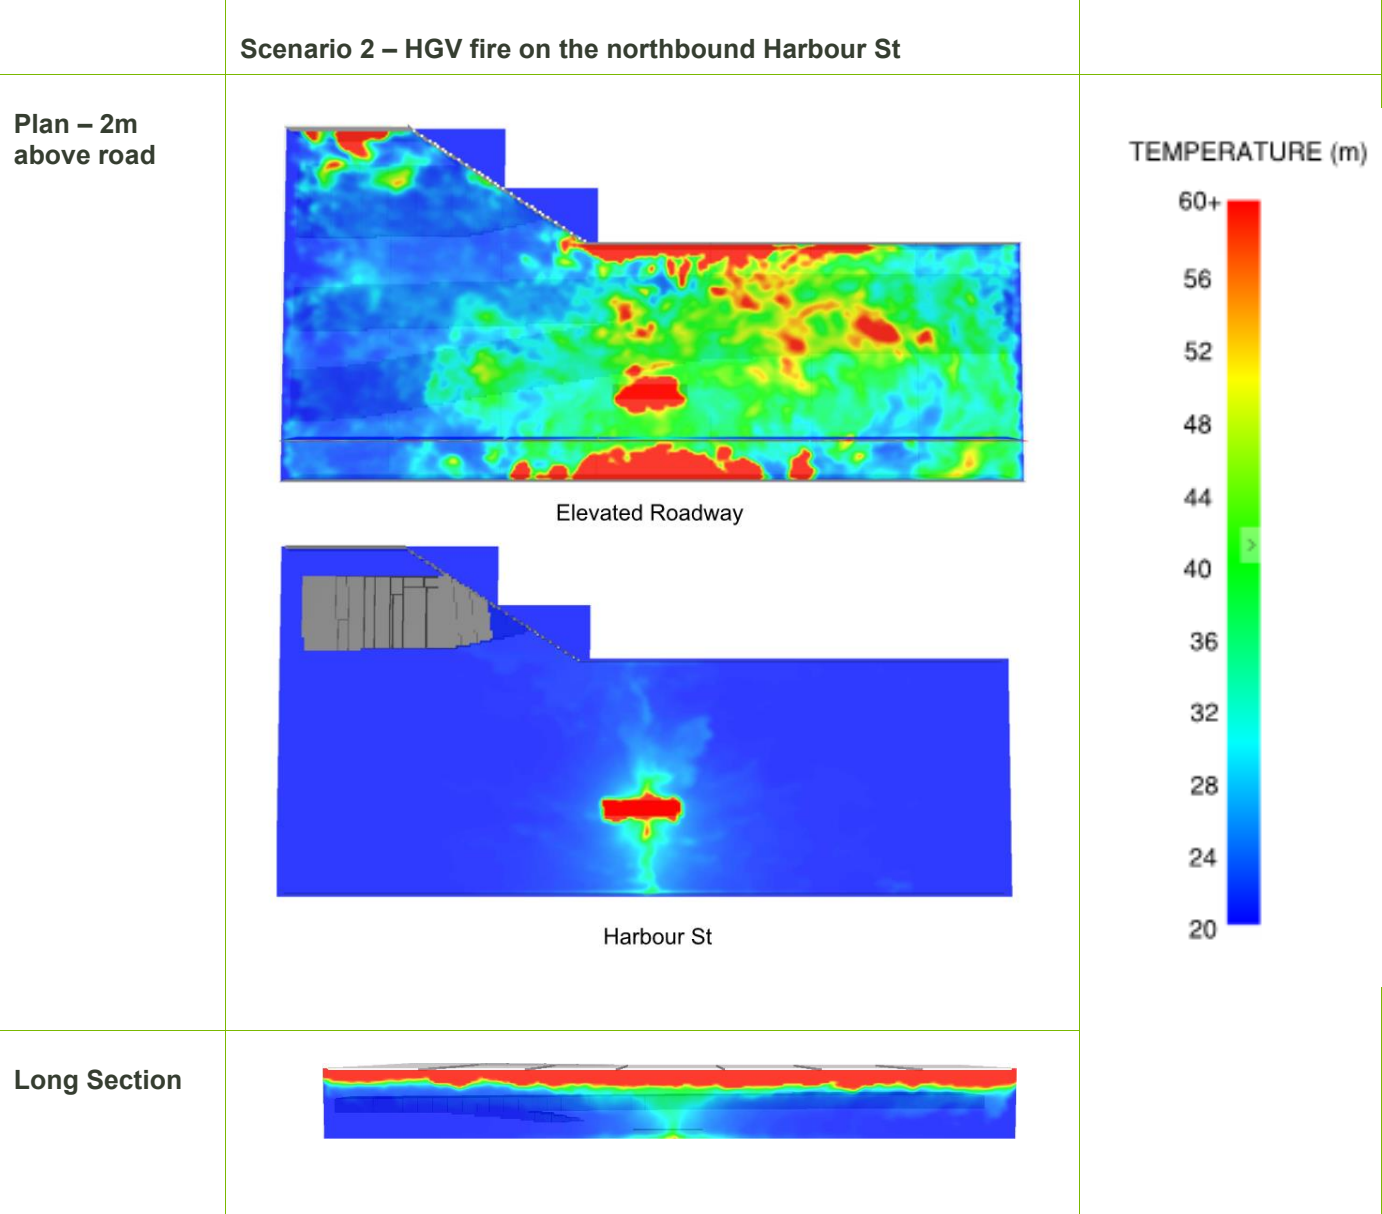 Scenario 2 – HGV fire on the northbound Harbour St
Plan – 2m
above road
TEMPERATURE (m)
60+
56
52
48
44
40
36
32
28
24
20
Elevated Roadway
Harbour St
Long Section